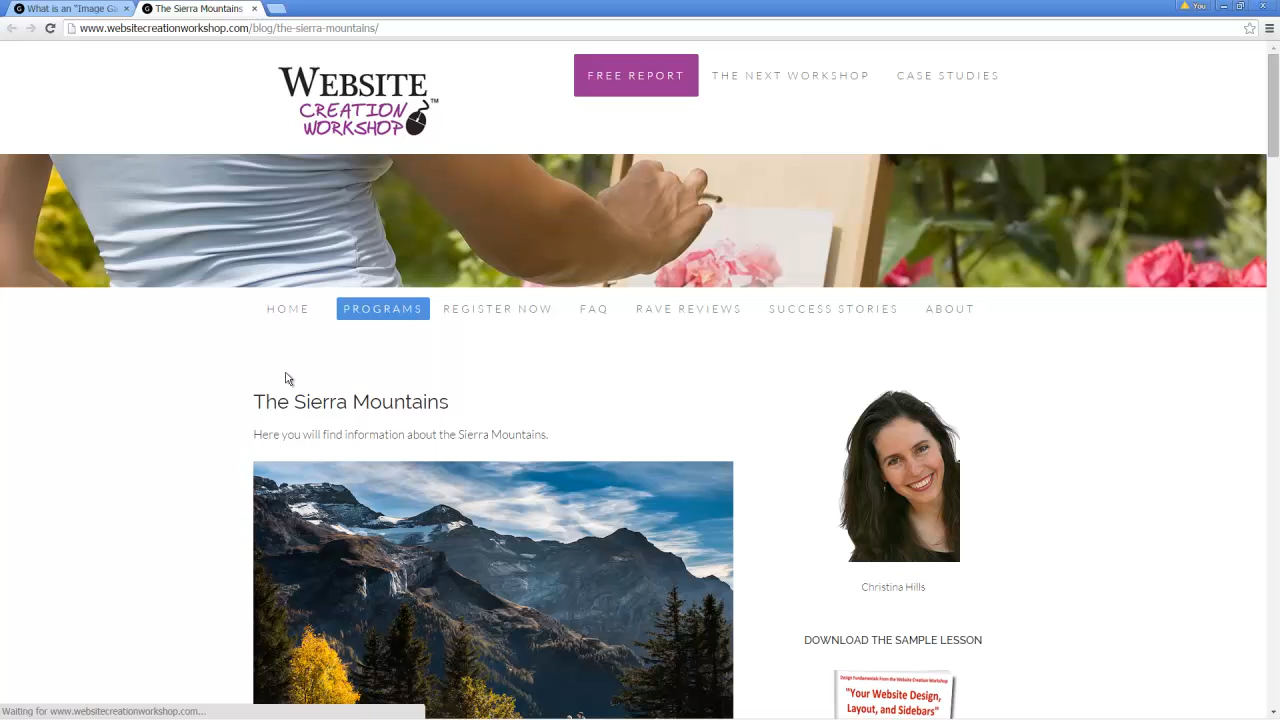 What is an "Image Ga
The Sierra Mountains
You
www.websitecreationworkshop.com/blog/the-sierra-mountains/
WEBSITE
CREATION
WORKSHOP
TM
FREE REPORT
THE NEXT WORKSHOP
CASE STUDIES
HOME
PROGRAMS
REGISTER NOW
FAQ
RAVE REVIEWS
SUCCESS STORIES
ABOUT
The Sierra Mountains
Here you will find information about the Sierra Mountains.
Christina Hills
DOWNLOAD THE SAMPLE LESSON
Design Fundamentals From the Website Creation Workshop
"Your Website Design,
Layout, and Sidebars"
Waiting for www.websitecreationworkshop.com...